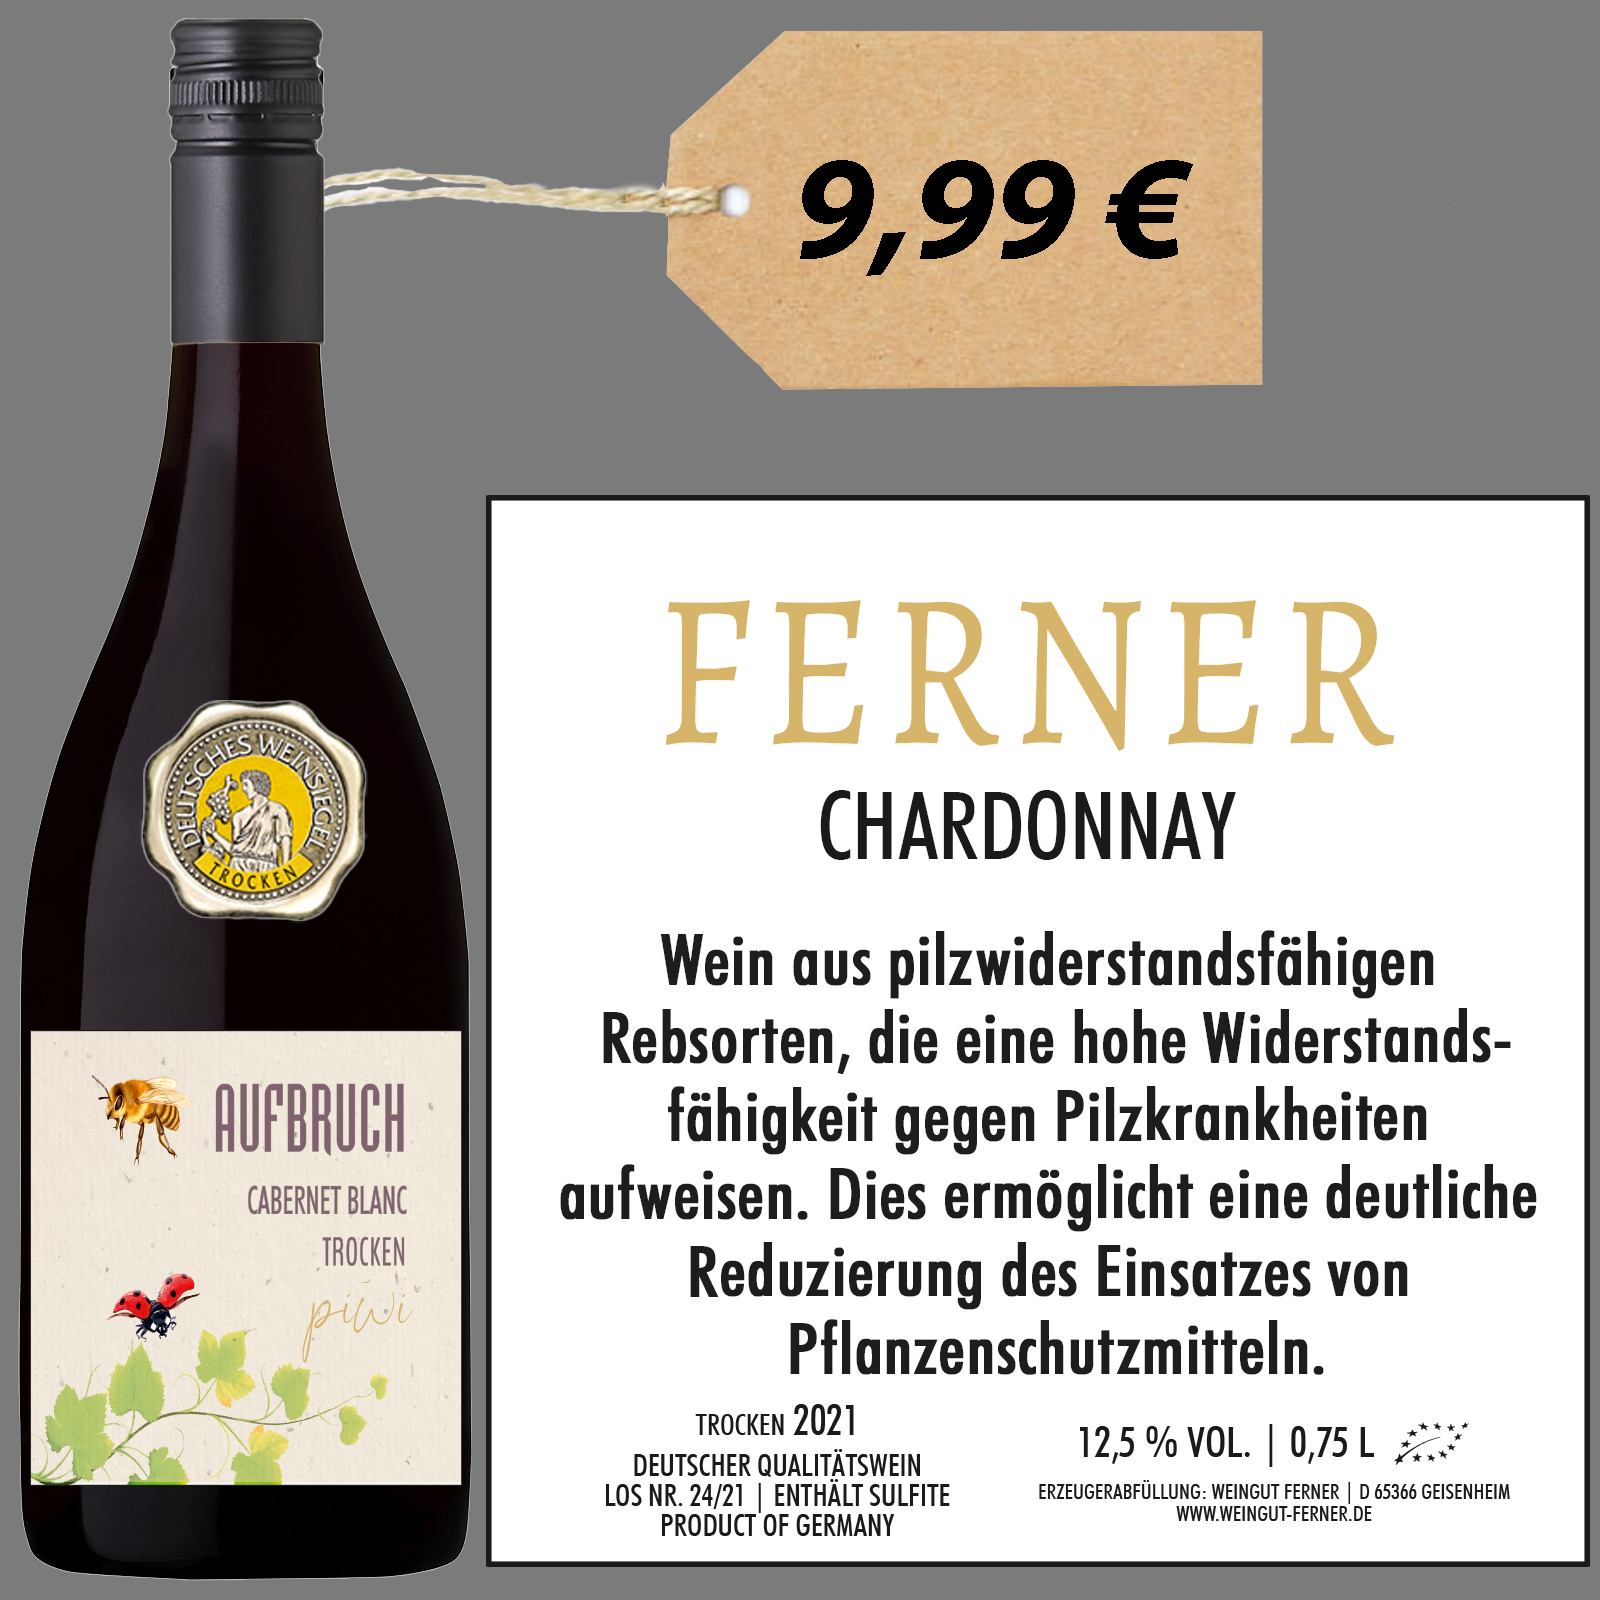 9,99 €
DEUTSCHES WEINSIEGEL
TROCKEN
AUFBRUCH
CABERNET BLANC
TROCKEN
piwi
FERNER
CHARDONNAY
Wein aus pilzwiderstandsfähigen
Rebsorten, die eine hohe Widerstands-
fähigkeit gegen Pilzkrankheiten
aufweisen. Dies ermöglicht eine deutliche
Reduzierung des Einsatzes von
Pflanzenschutzmitteln.
TROCKEN 2021
DEUTSCHER QUALITÄTSWEIN
LOS NR. 24/21 | ENTHÄLT SULFITE
PRODUCT OF GERMANY
12,5 % VOL. | 0,75 L
ERZEUGERABFÜLLUNG: WEINGUT FERNER | D 65366 GEISENHEIM
WWW.WEINGUT-FERNER.DE